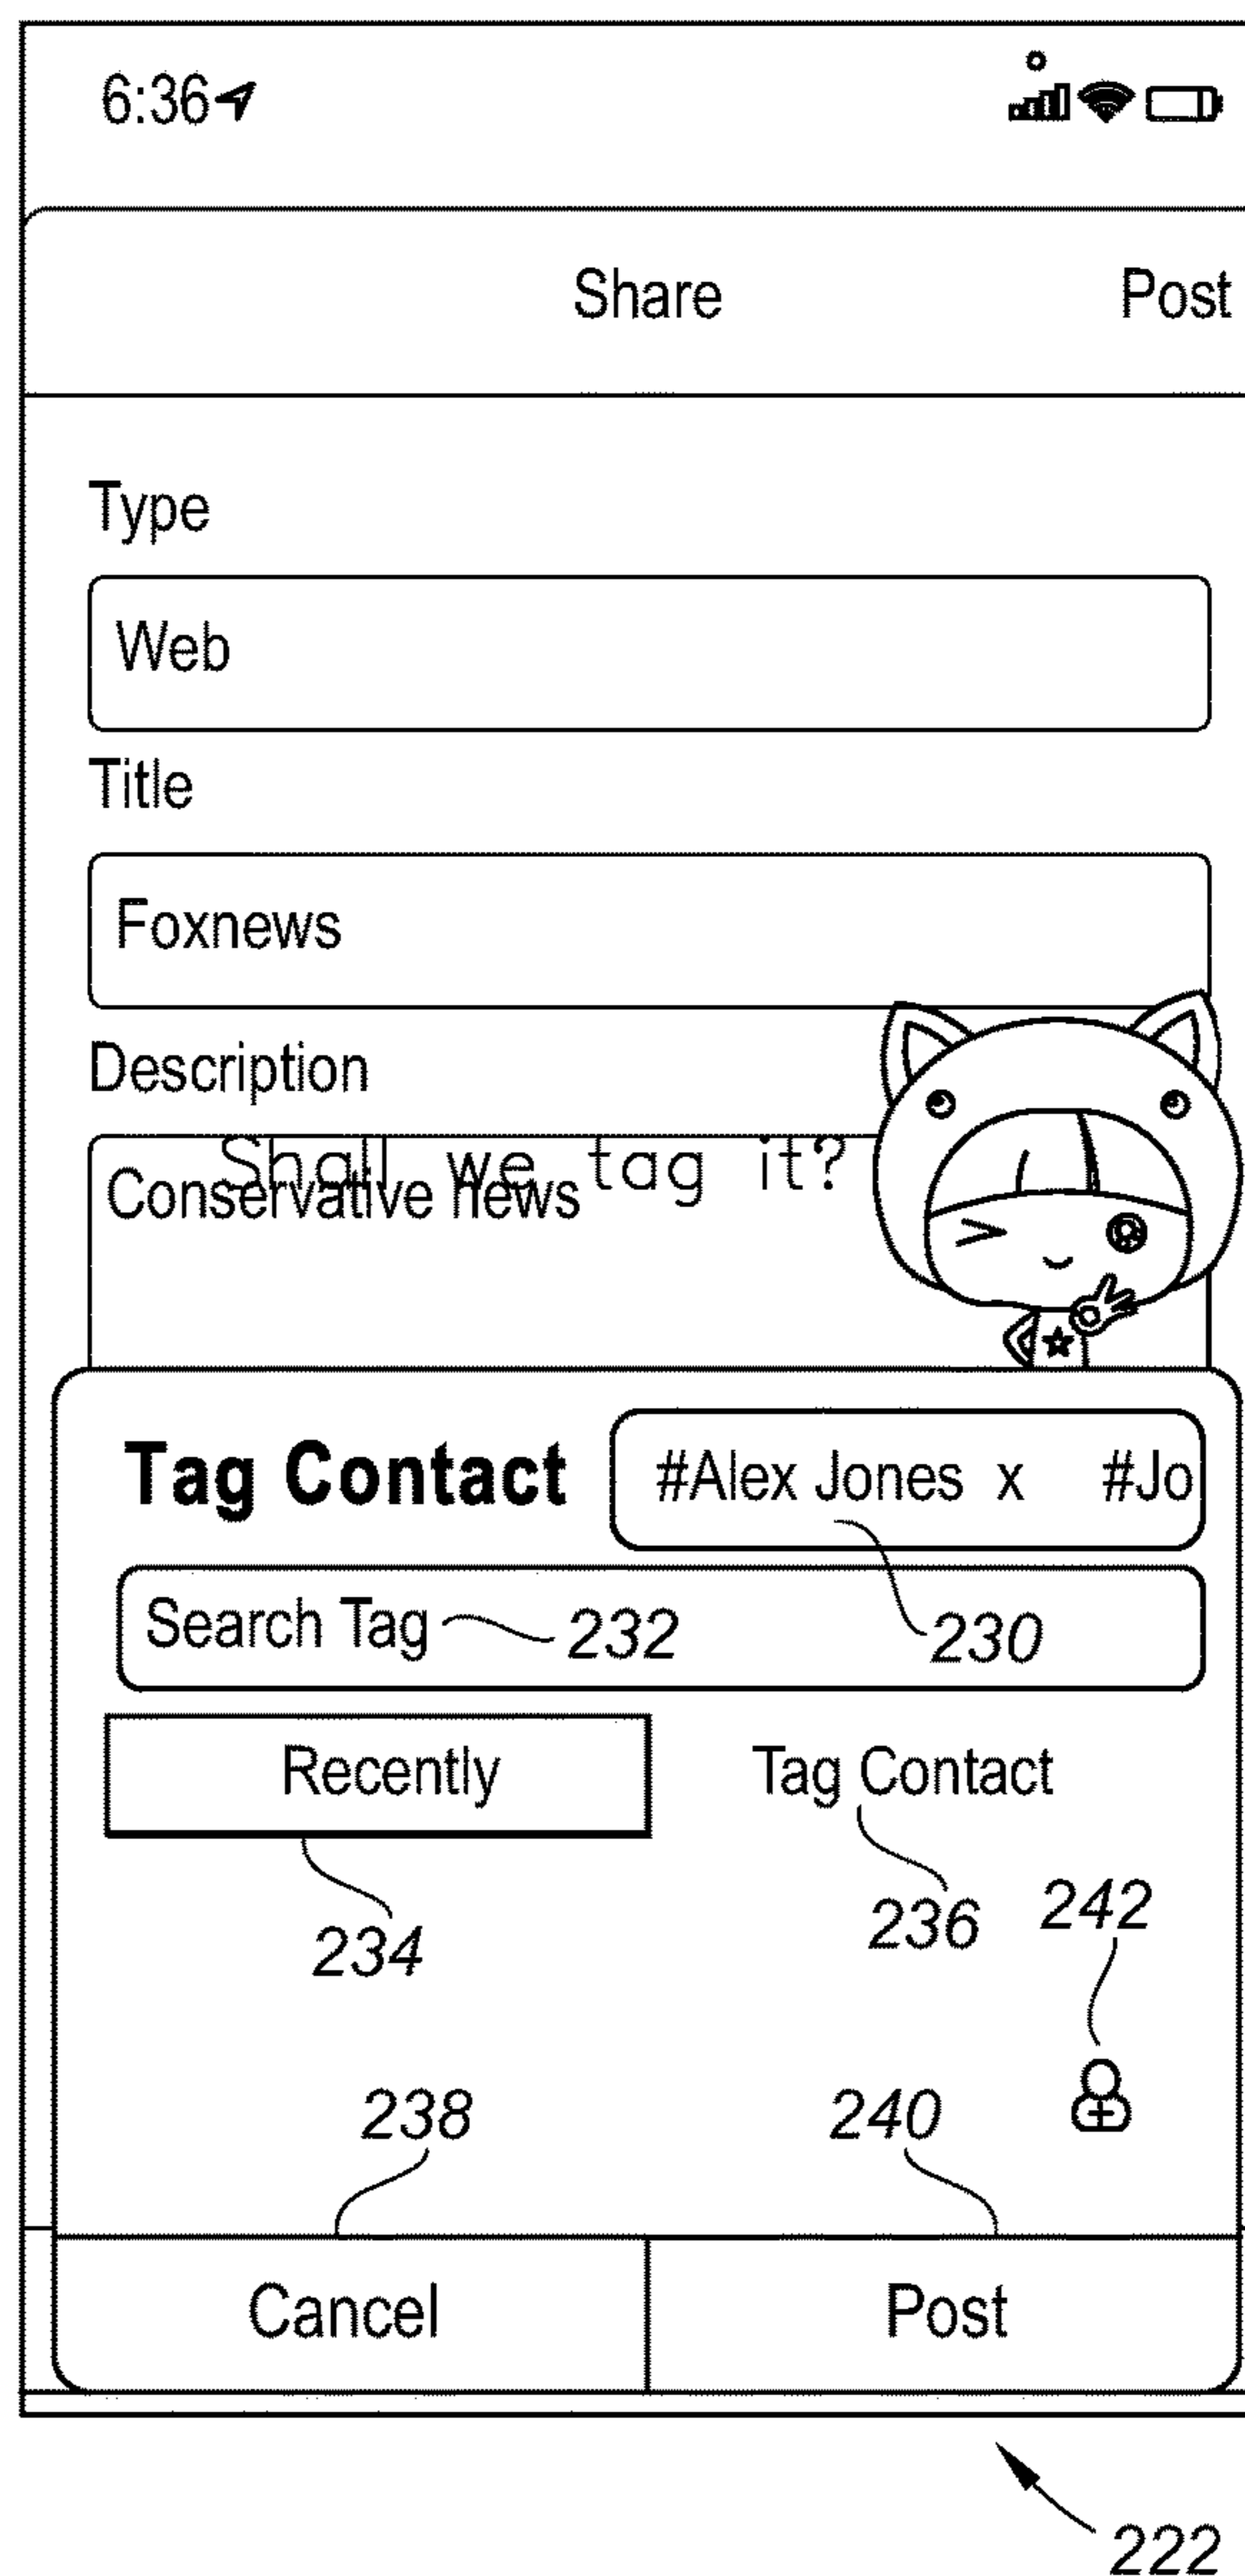 6:36
Share Post
Type
Web
Title
Foxnews
Description
Shall we tag it?
Conservative news
Tag Contact #Alex Jones x #Jo
Search Tag 232 230
Recently Tag Contact
234 236 242
238 240
Cancel Post
222